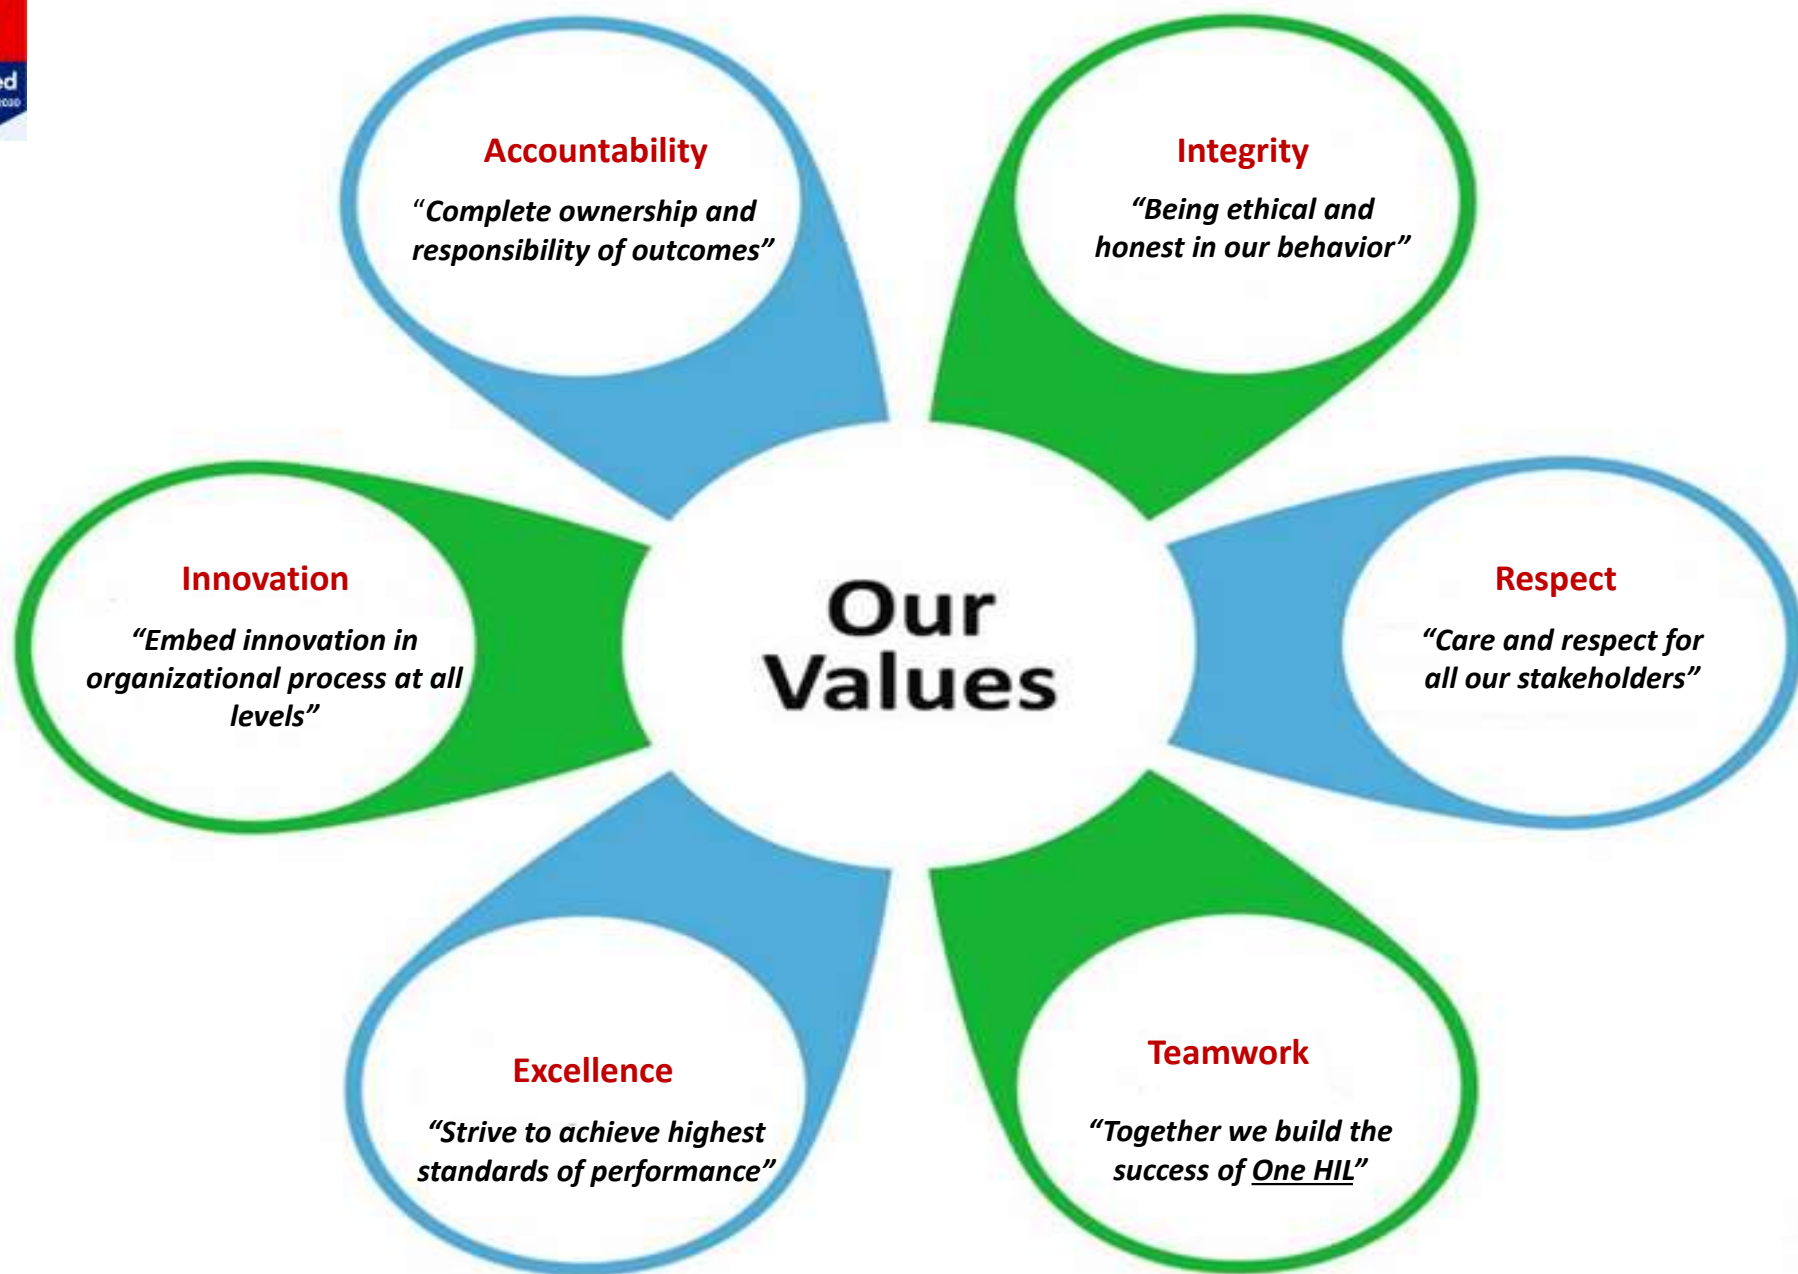 2020
Accountability
“Complete ownership and
responsibility of outcomes”
Integrity
“Being ethical and
honest in our behavior”
Innovation
“Embed innovation in
organizational process at all
levels”
Our
Values
Respect
“Care and respect for
all our stakeholders”
Excellence
“Strive to achieve highest
standards of performance”
Teamwork
“Together we build the
success of One HIL”